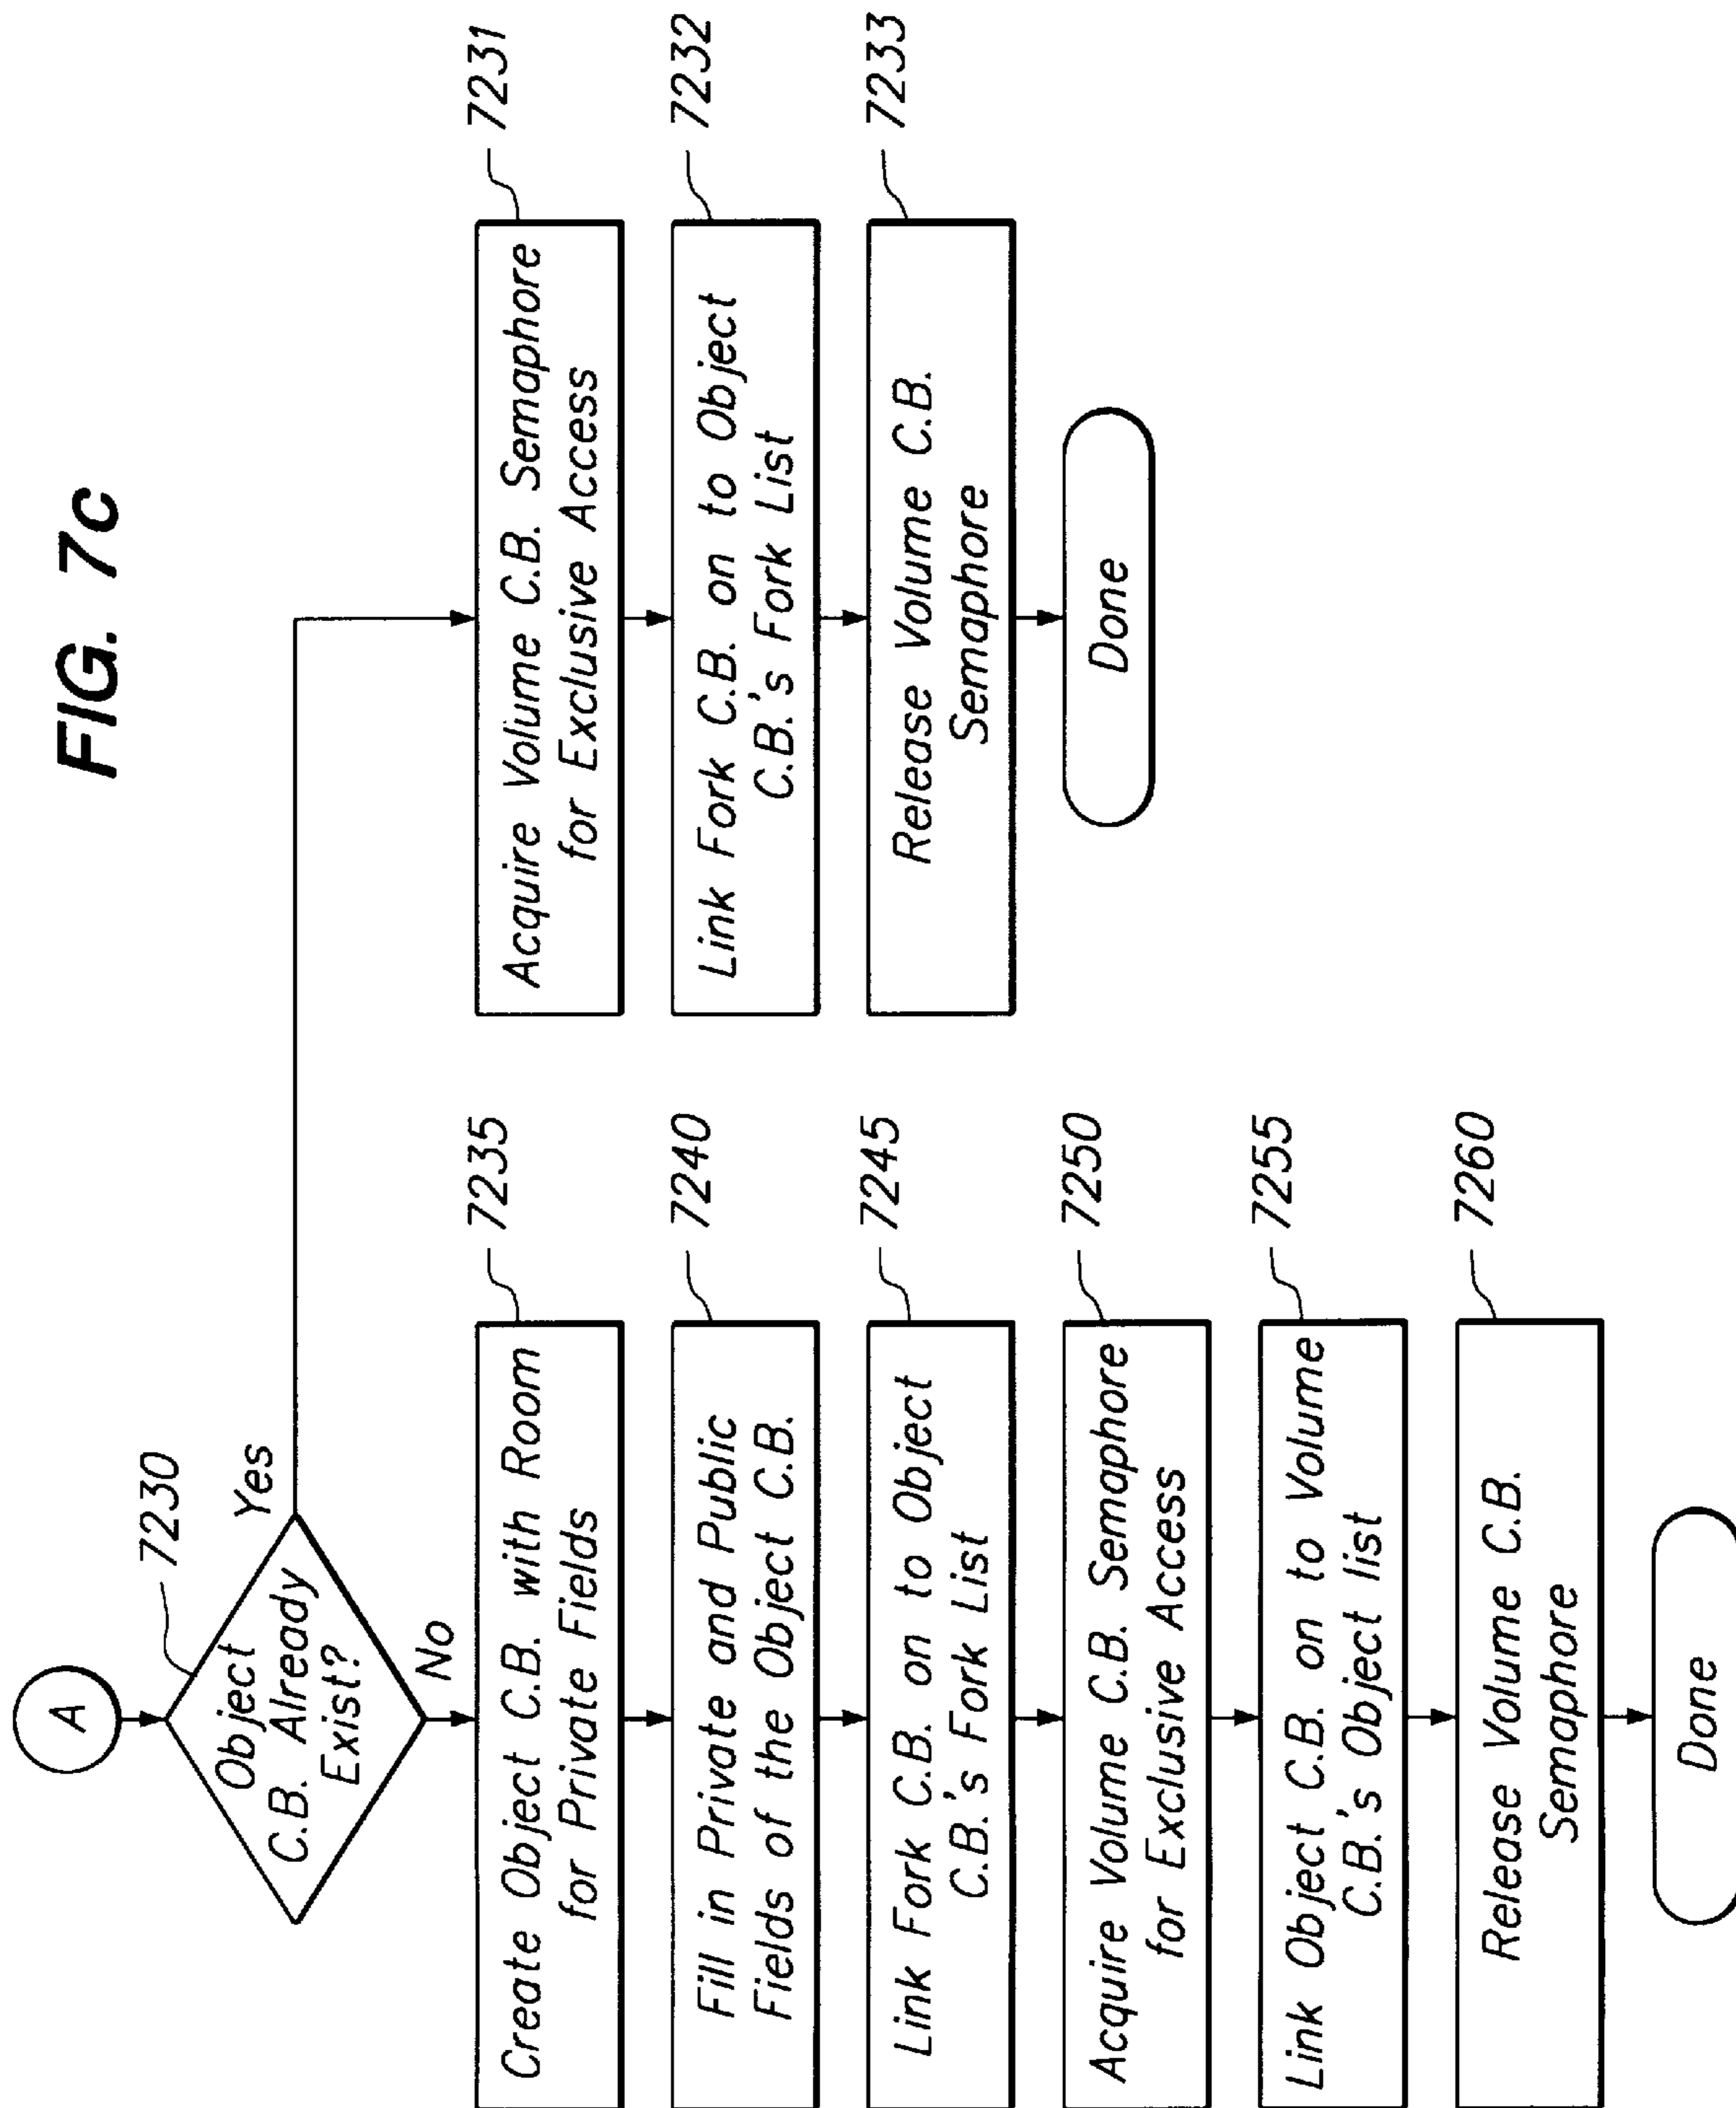 FIG. 7c
A
7230
Object
C.B. Already
Exist?
Yes
No
7235
Create Object C.B. with Room
for Private Fields
7240
Fill in Private and Public
Fields of the Object C.B.
7245
Link Fork C.B. on to Object
C.B.'s Fork List
7250
Acquire Volume C.B. Semaphore
for Exclusive Access
7255
Link Object C.B. on to Volume
C.B.'s Object list
7260
Release Volume C.B.
Semaphore
Done
7231
Acquire Volume C.B. Semaphore
for Exclusive Access
7232
Link Fork C.B. on to Object
C.B.'s Fork List
7233
Release Volume C.B.
Semaphore
Done